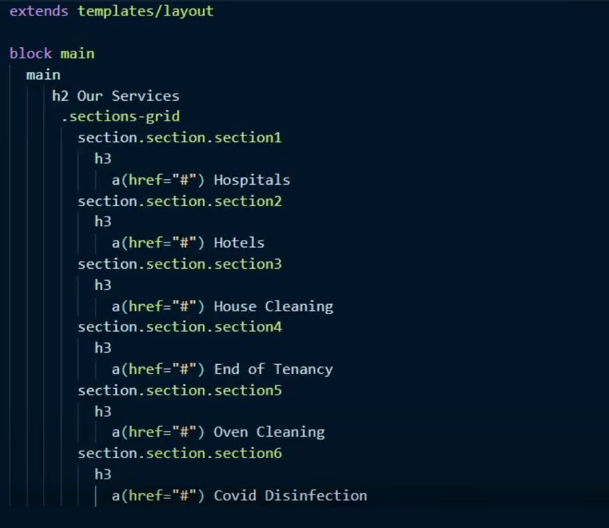 extends templates/layout
block main
main
h2 Our Services
.sections-grid
section.section.section1
h3
a(href="#") Hospitals
section.section.section2
h3
a(href="#") Hotels
section.section.section3
h3
a(href="#") House Cleaning
section.section.section4
h3
a(href="#") End of Tenancy
section.section.section5
h3
a(href="#") Oven Cleaning
section.section.section6
h3
a(href="#") Covid Disinfection